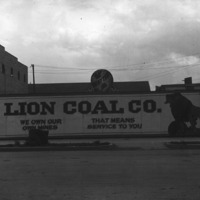 LION COAL CO.
WE OWN OUR THAT MEANS
OWN MINES SERVICE TO YOU